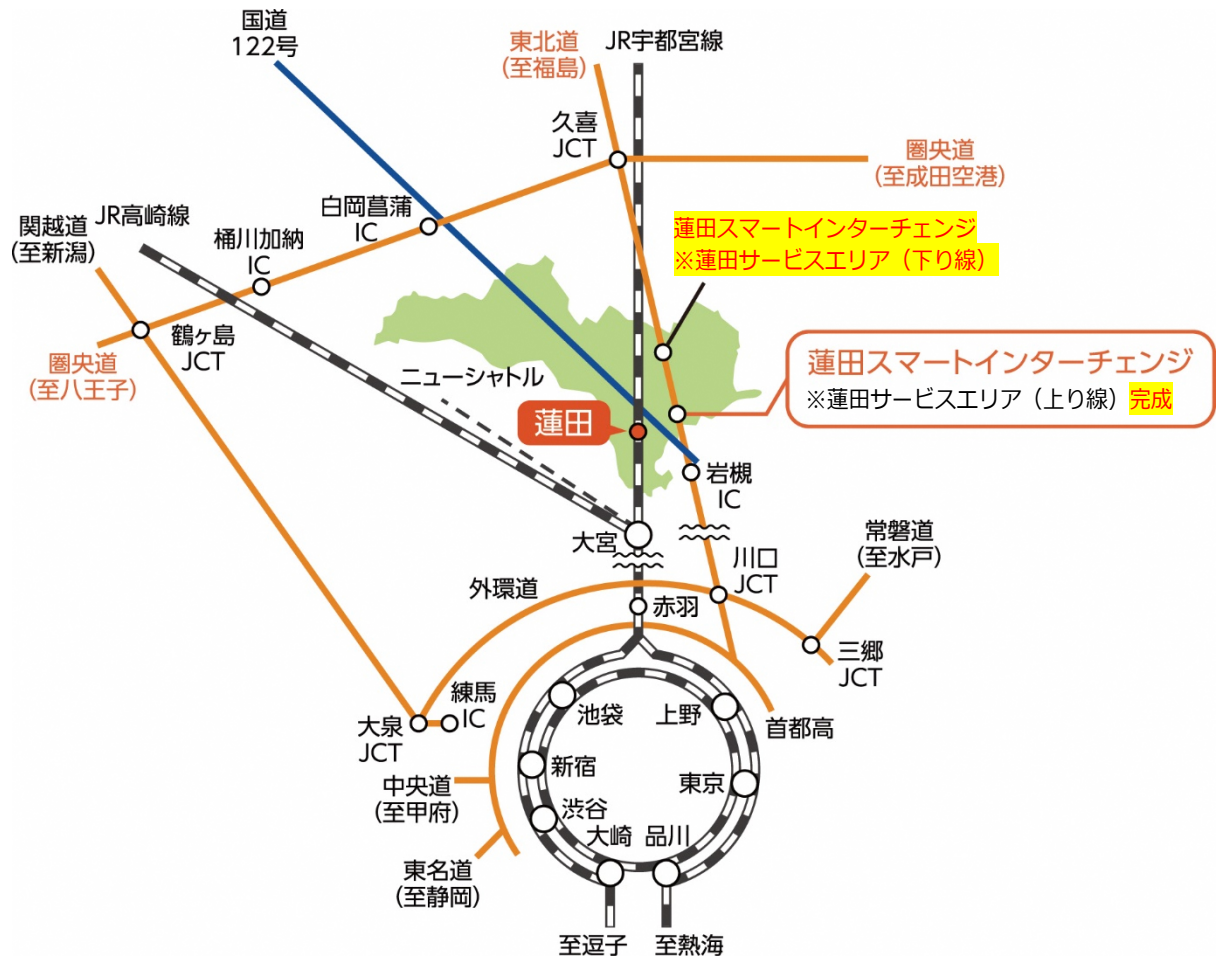 国道
122号
東北道
(至福島)
JR宇都宮線
久喜
JCT
圏央道
(至成田空港)
関越道
(至新潟)
JR高崎線
桶川加納
IC
白岡菖蒲
IC
蓮田スマートインターチェンジ
※蓮田サービスエリア（下り線）
圏央道
(至八王子)
鶴ヶ島
JCT
ニューシャトル
蓮田スマートインターチェンジ
※蓮田サービスエリア（上り線）完成
蓮田
岩槻
IC
大宮
川口
JCT
常磐道
(至水戸)
外環道
赤羽
三郷
JCT
大泉
JCT
練馬
IC
池袋
上野
首都高
中央道
(至甲府)
新宿
東京
渋谷
大崎
品川
東名道
(至静岡)
至逗子
至熱海